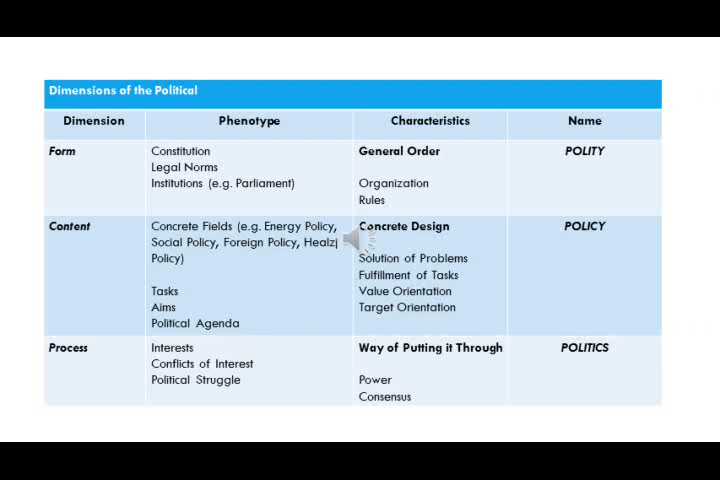 Dimensions of the Political
Dimension Phenotype Characteristics Name
Form Constitution General Order POLITY
Legal Norms
Institutions (e.g. Parliament) Organization
Rules
Content Concrete Fields (e.g. Energy Policy, Concrete Design POLICY
Social Policy, Foreign Policy,
Policy) Solution of Problems
Fulfillment of Tasks
Tasks Value Orientation
Aims Target Orientation
Political Agenda
Process Interests Way of Putting it Through POLITICS
Conflicts of Interest
Political Struggle Power
Consensus